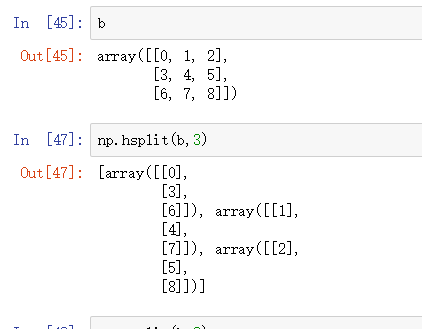 In [45]: b
Out[45]: array([[0, 1, 2],
[3, 4, 5],
[6, 7, 8]])
In [47]: np.hsplit(b,3)
Out[47]: [array([[0],
[3],
[6]]), array([[1],
[4],
[7]]), array([[2],
[5],
[8]])]